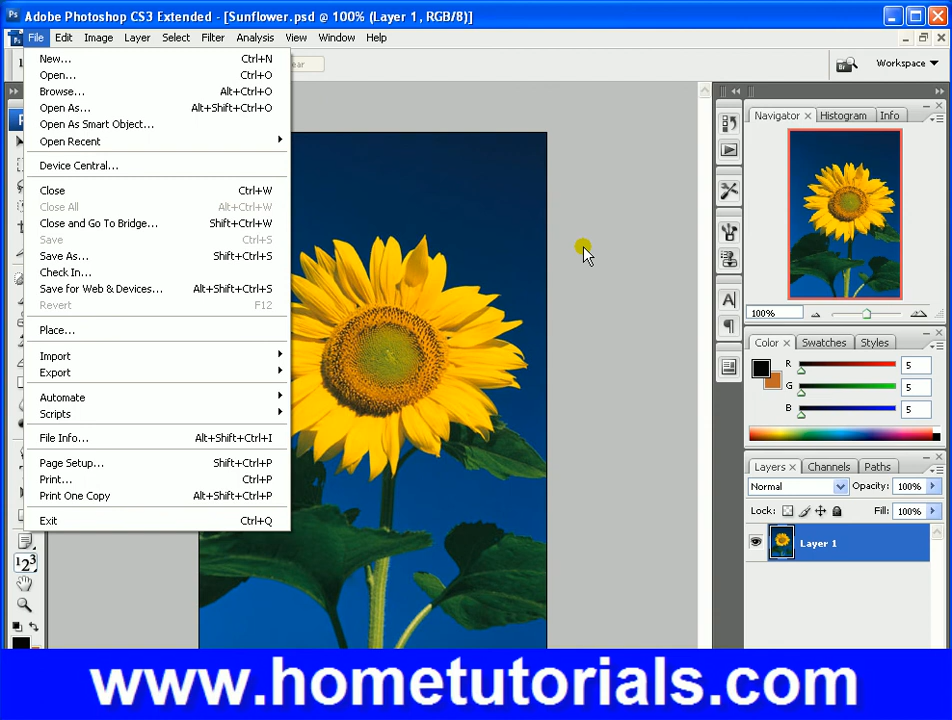 Ps Adobe Photoshop CS3 Extended - [Sunflower.psd @ 100% (Layer 1, RGB/8)]
File Edit Image Layer Select Filter Analysis View Window Help
Workspace
New... Ctrl+N
Open... Ctrl+O
Browse... Alt+Ctrl+O
Open As... Alt+Shift+Ctrl+O
Open As Smart Object...
Open Recent
Device Central...
Close Ctrl+W
Close All Alt+Ctrl+W
Close and Go To Bridge... Shift+Ctrl+W
Save Ctrl+S
Save As... Shift+Ctrl+S
Check In...
Save for Web & Devices... Alt+Shift+Ctrl+S
Revert F12
Place...
Import
Export
Automate
Scripts
File Info... Alt+Shift+Ctrl+I
Page Setup... Shift+Ctrl+P
Print... Ctrl+P
Print One Copy Alt+Shift+Ctrl+P
Exit Ctrl+Q
Navigator Histogram Info
100%
Color Swatches Styles
R 5
G 5
B 5
Layers Channels Paths
Normal Opacity: 100%
Lock: Fill: 100%
Layer 1
www.hometutorials.com